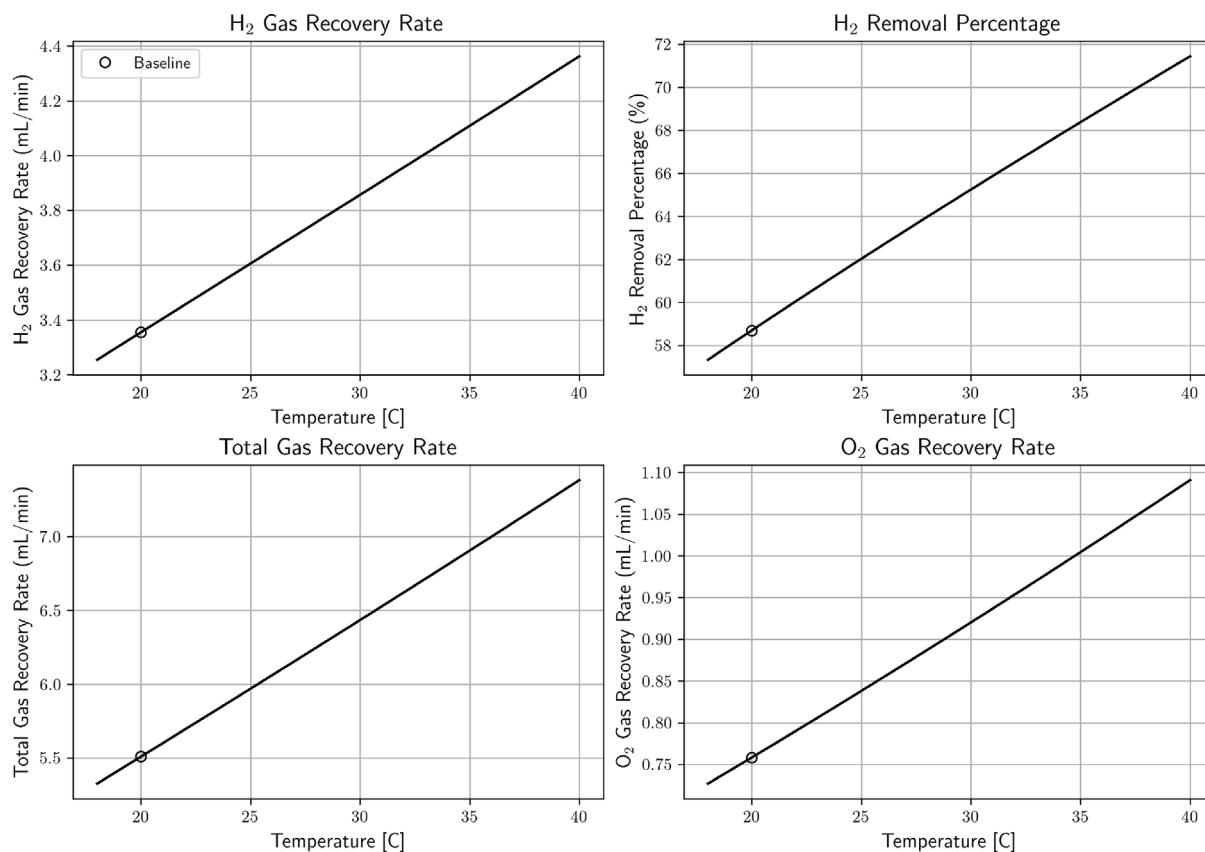 H₂ Gas Recovery Rate
H₂ Gas Recovery Rate (mL/min)
4.4
4.2
4.0
3.8
3.6
3.4
3.2
Baseline
20 25 30 35 40
Temperature [C]
H₂ Removal Percentage
H₂ Removal Percentage (%)
72
70
68
66
64
62
60
58
20 25 30 35 40
Temperature [C]
Total Gas Recovery Rate
Total Gas Recovery Rate (mL/min)
7.0
6.5
6.0
5.5
20 25 30 35 40
Temperature [C]
O₂ Gas Recovery Rate
O₂ Gas Recovery Rate (mL/min)
1.10
1.05
1.00
0.95
0.90
0.85
0.80
0.75
20 25 30 35 40
Temperature [C]